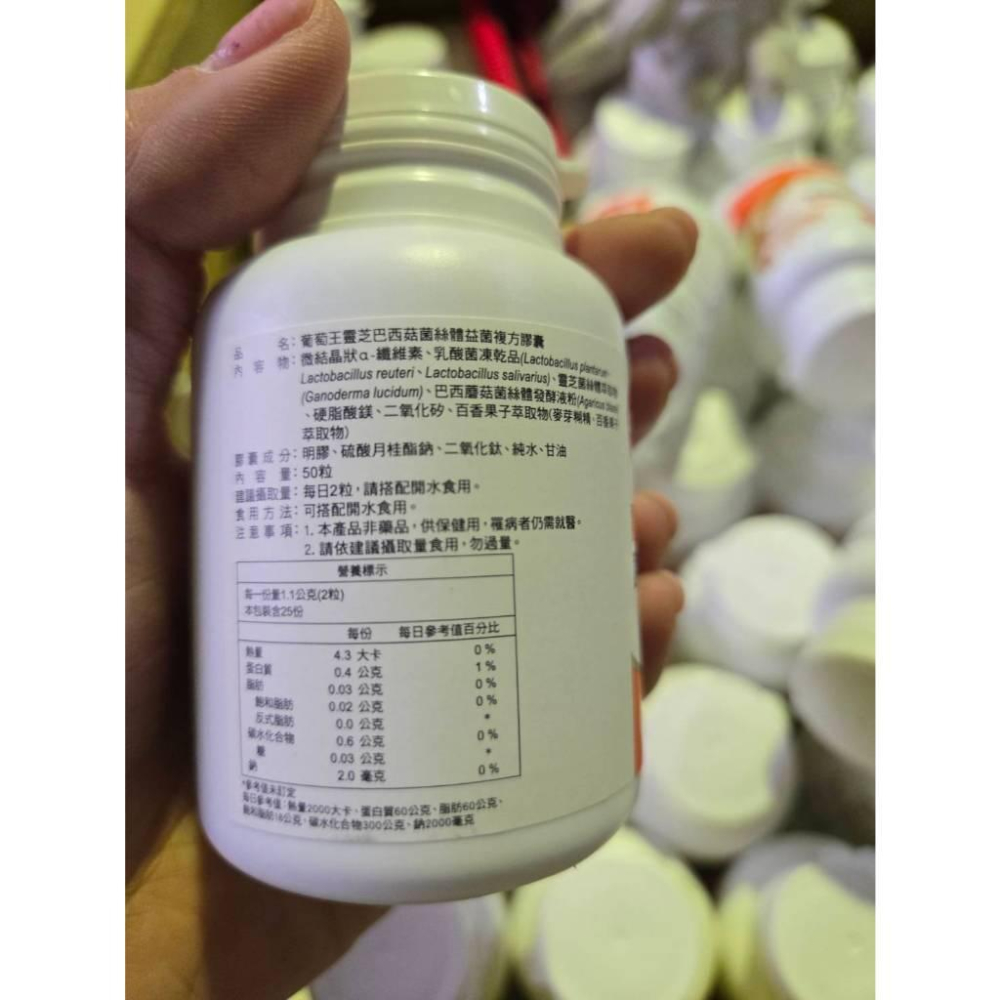 品名：葡萄王靈芝巴西菇菌絲體益菌複方膠囊
內容物：微結晶狀α-纖維素、乳酸菌凍乾品(Lactobacillus plantarum、
Lactobacillus reuteri、Lactobacillus salivarius)、靈芝菌絲體萃取物
(Ganoderma lucidum)、巴西蘑菇菌絲體發酵液粉(Agaricus blazei)
、硬脂酸鎂、二氧化矽、百香果子萃取物(麥芽糊精、百香果子
萃取物)
膠囊成分：明膠、硫酸月桂酯鈉、二氧化鈦、純水、甘油
內容量：50粒
建議攝取量：每日2粒，請搭配開水食用。
食用方法：可搭配開水食用。
注意事項：1. 本產品非藥品，供保健用，罹病者仍需就醫。
2. 請依建議攝取量食用，勿過量。
營養標示
每一份量1.1公克(2粒)
本包裝含25份
每份 每日參考值百分比
熱量 4.3 大卡 0%
蛋白質 0.4 公克 1%
脂肪 0.03 公克 0%
飽和脂肪 0.02 公克 0%
反式脂肪 0.0 公克 *
碳水化合物 0.6 公克 0%
糖 0.03 公克 *
鈉 2.0 毫克 0%
*參考值未訂定
每日參考值：熱量2000大卡、蛋白質60公克、脂肪60公克、
飽和脂肪18公克、碳水化合物300公克、鈉2000毫克